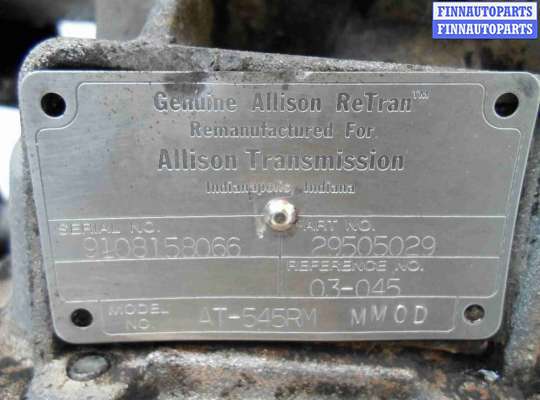 FINNAUTOPARTS
FINNAUTOPARTS
Genuine Allison ReTran™
Remanufactured For
Allison Transmission
Indianapolis, Indiana
SERIAL NO. PART NO.
9108158066 29505029
REFERENCE NO.
03-045
MODEL NO. AT-545RM MMOD